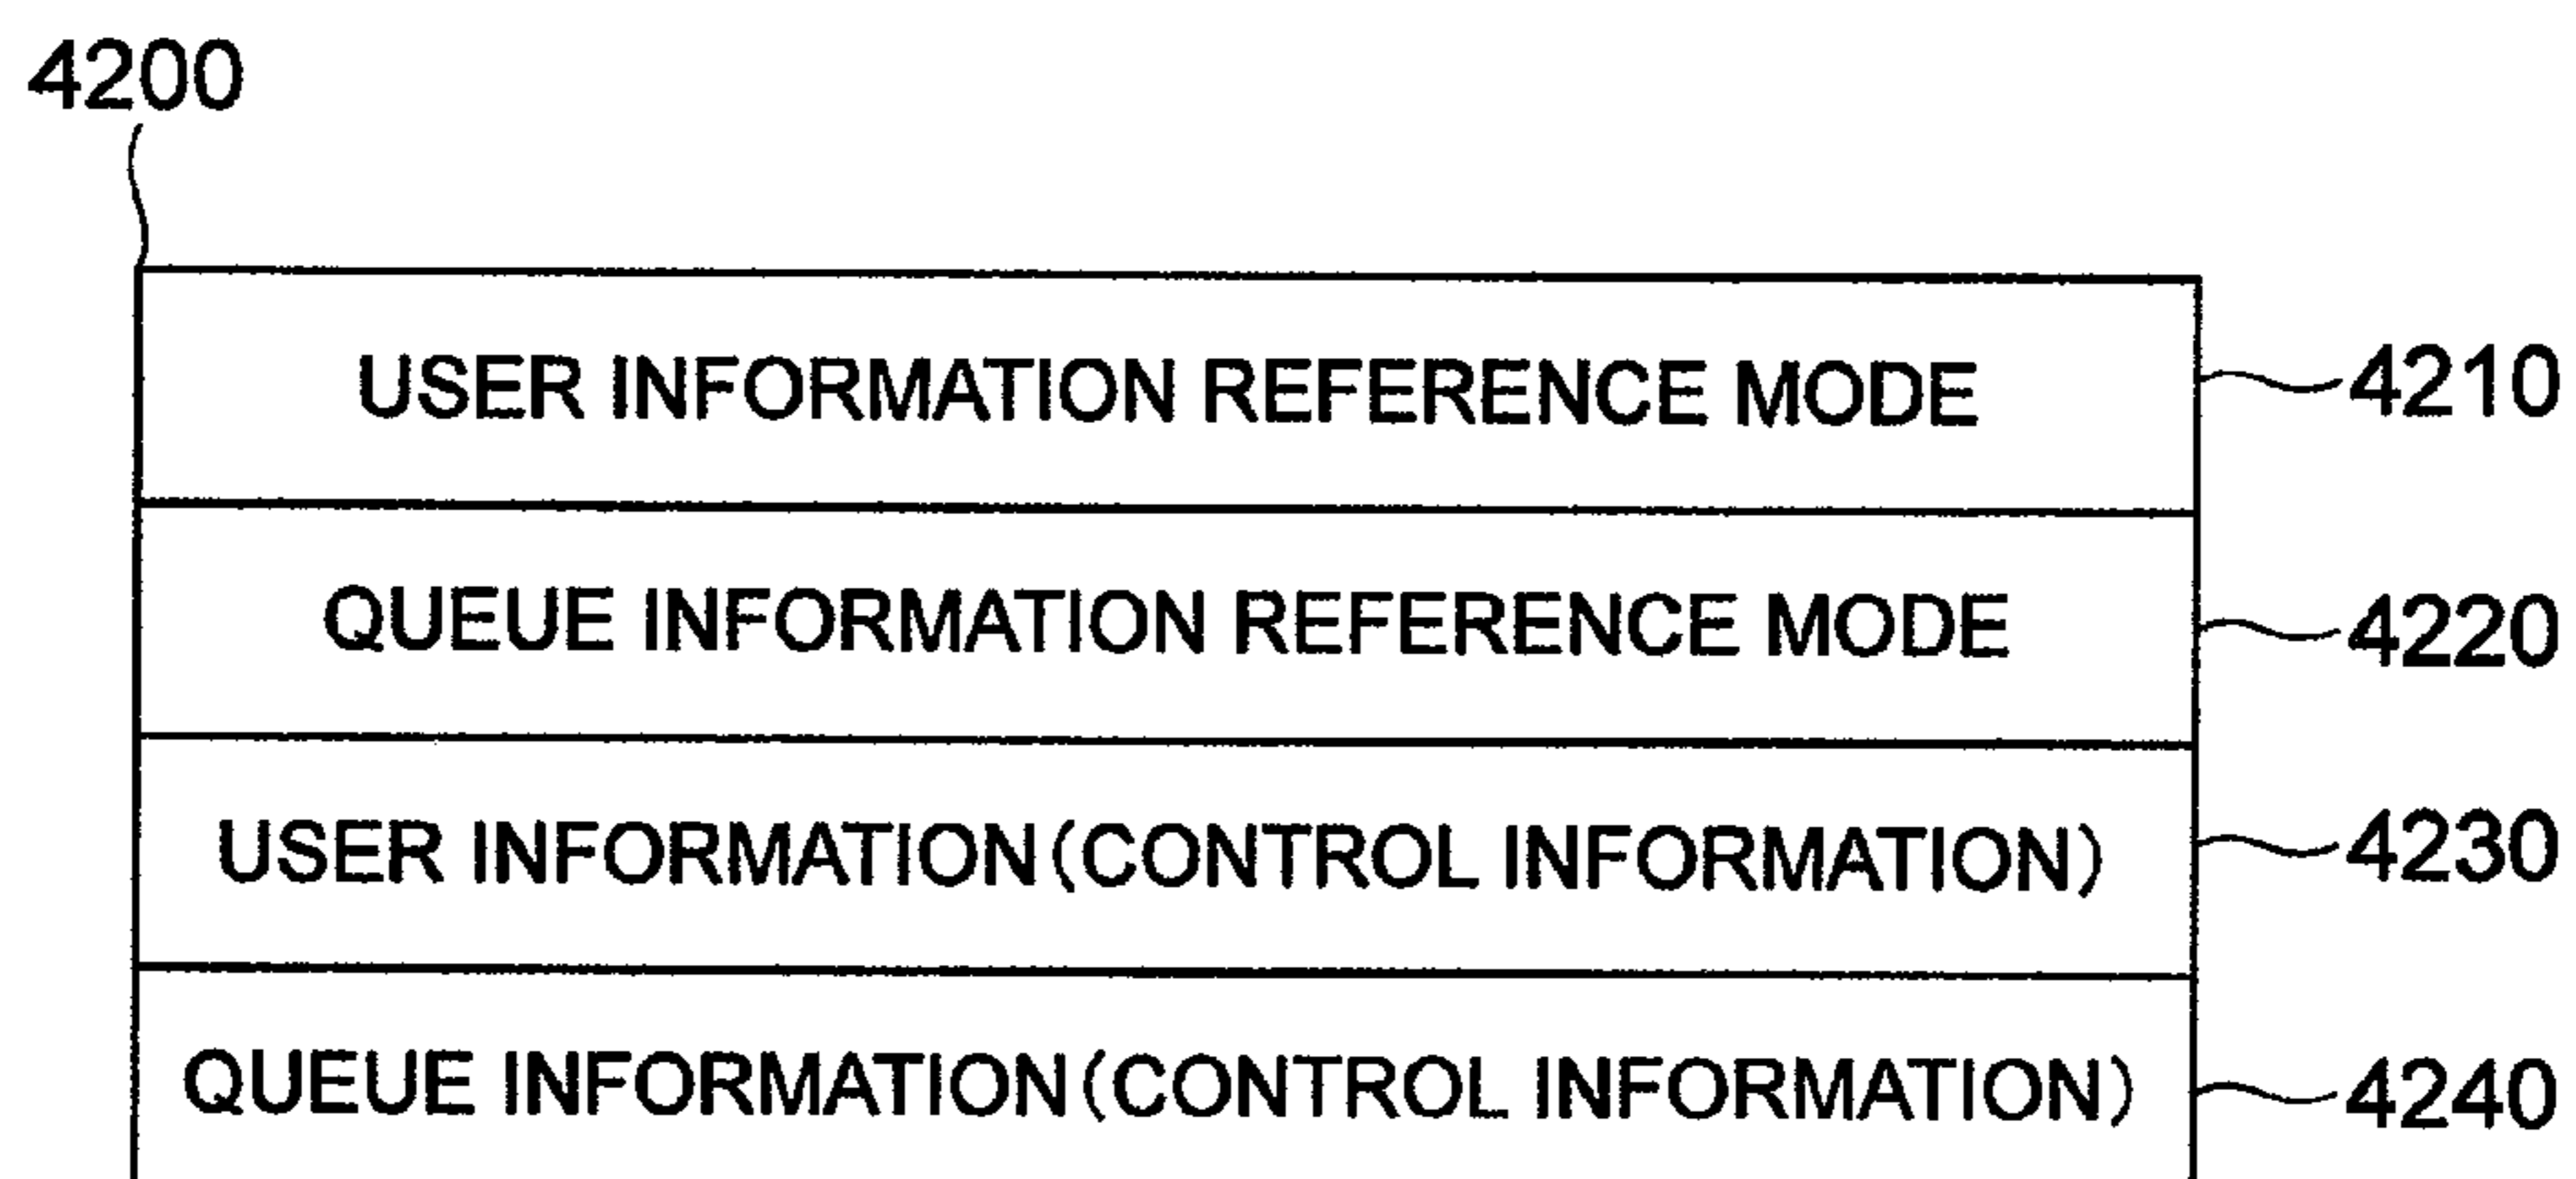 4200
USER INFORMATION REFERENCE MODE 4210
QUEUE INFORMATION REFERENCE MODE 4220
USER INFORMATION(CONTROL INFORMATION) 4230
QUEUE INFORMATION(CONTROL INFORMATION) 4240